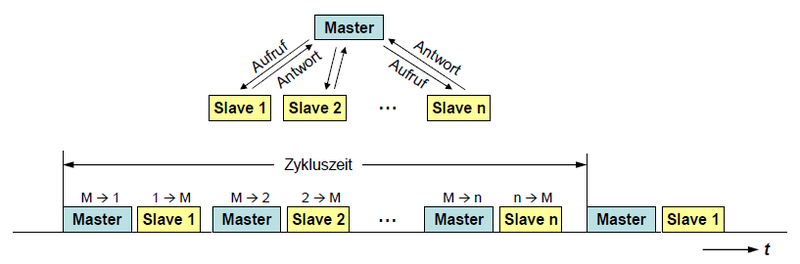 Master
Aufruf
Antwort
Antwort
Aufruf
Slave 1
Slave 2
...
Slave n
Zykluszeit
M → 1 1 → M M → 2 2 → M M → n n → M
Master Slave 1 Master Slave 2 ... Master Slave n Master Slave 1
t